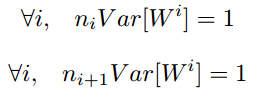 ∀i, n_i Var[W^i] = 1
∀i, n_{i+1} Var[W^i] = 1